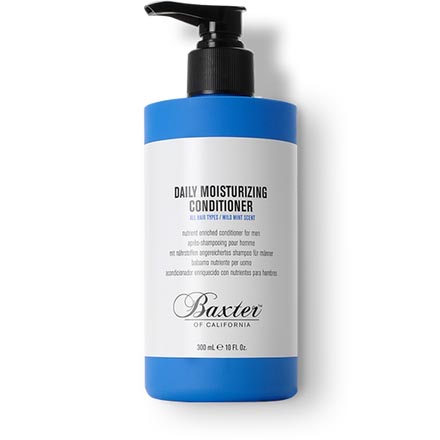 DAILY MOISTURIZING
CONDITIONER
ALL HAIR TYPES / MILD MINT SCENT
nutrient enriched conditioner for men
après-shampooing pour homme
mit nährstoffen angereichertes shampoo für männer
balsamo nutriente per uomo
acondicionador enriquecido con nutrientes para hombres
Baxter™
OF CALIFORNIA
300 mL ℮ 10 Fl. Oz.